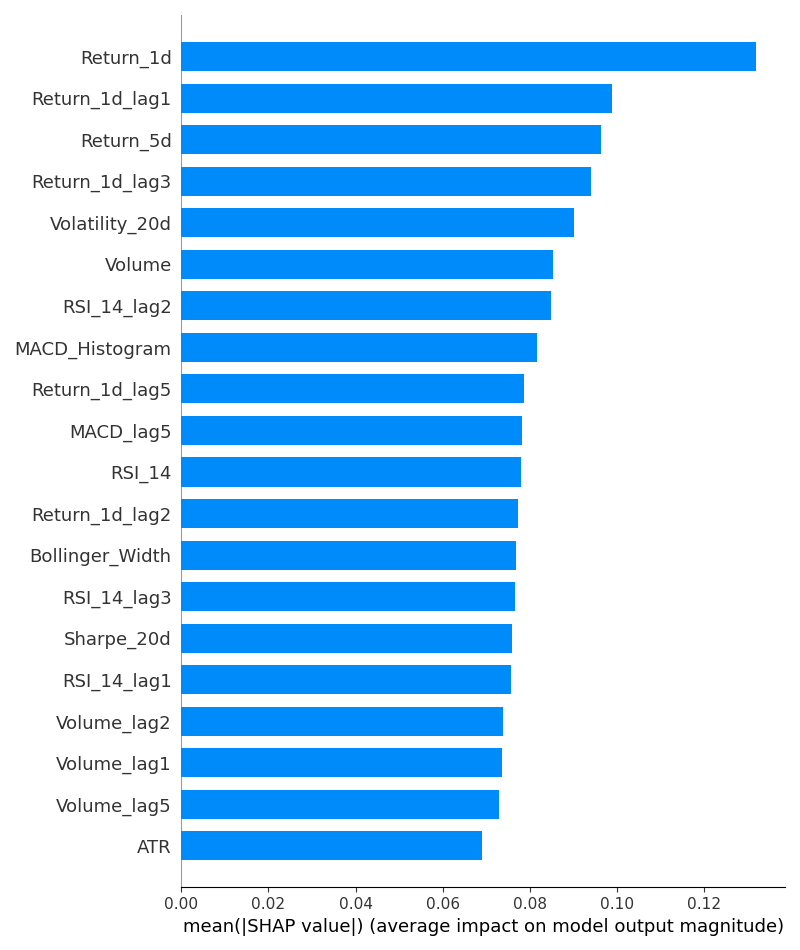 Return_1d
Return_1d_lag1
Return_5d
Return_1d_lag3
Volatility_20d
Volume
RSI_14_lag2
MACD_Histogram
Return_1d_lag5
MACD_lag5
RSI_14
Return_1d_lag2
Bollinger_Width
RSI_14_lag3
Sharpe_20d
RSI_14_lag1
Volume_lag2
Volume_lag1
Volume_lag5
ATR
0.00 0.02 0.04 0.06 0.08 0.10 0.12
mean(|SHAP value|) (average impact on model output magnitude)